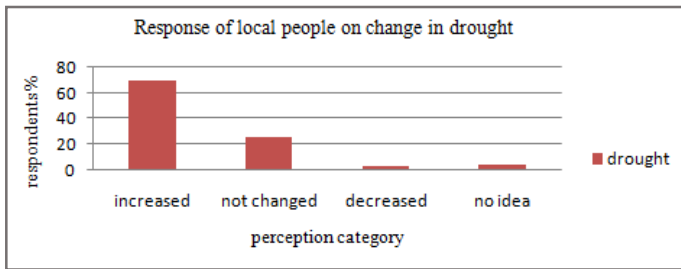 Response of local people on change in drought
respondents%
80
60
40
20
0
increased not changed decreased no idea
drought
perception category